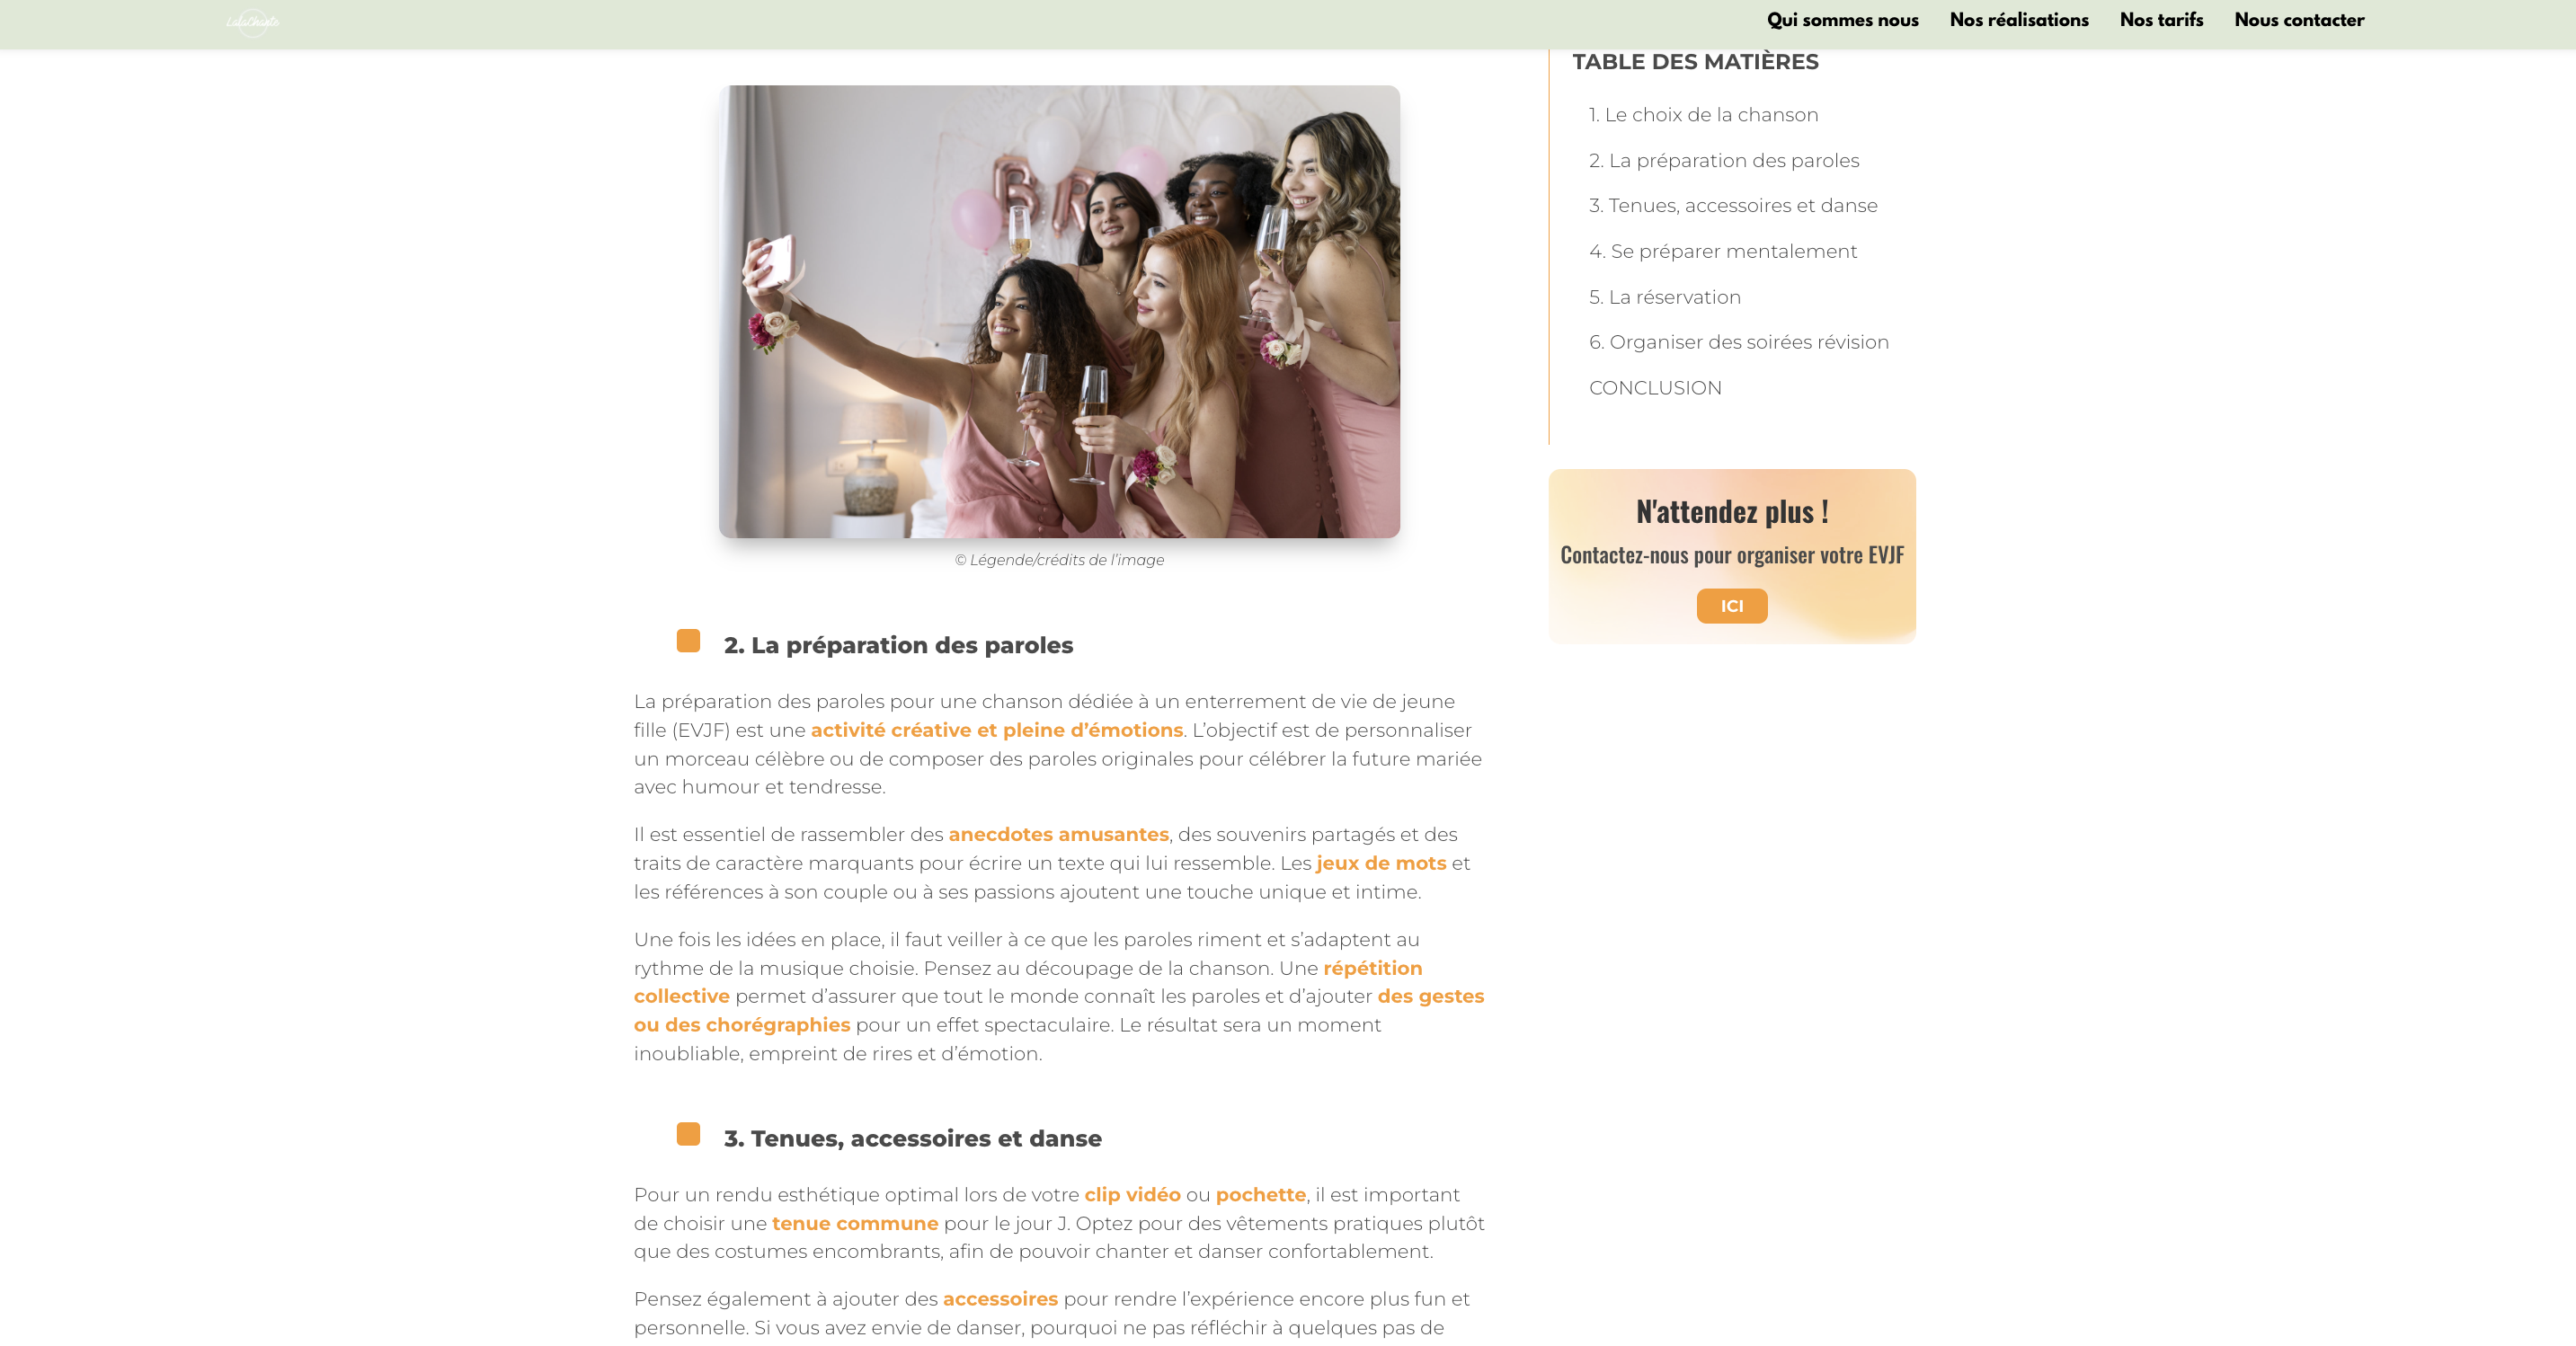 LalaChante
Qui sommes nous Nos réalisations Nos tarifs Nous contacter
BR
© Légende/crédits de l'image
2. La préparation des paroles
La préparation des paroles pour une chanson dédiée à un enterrement de vie de jeune
fille (EVJF) est une activité créative et pleine d’émotions. L’objectif est de personnaliser
un morceau célèbre ou de composer des paroles originales pour célébrer la future mariée
avec humour et tendresse.
Il est essentiel de rassembler des anecdotes amusantes, des souvenirs partagés et des
traits de caractère marquants pour écrire un texte qui lui ressemble. Les jeux de mots et
les références à son couple ou à ses passions ajoutent une touche unique et intime.
Une fois les idées en place, il faut veiller à ce que les paroles riment et s’adaptent au
rythme de la musique choisie. Pensez au découpage de la chanson. Une répétition
collective permet d’assurer que tout le monde connaît les paroles et d’ajouter des gestes
ou des chorégraphies pour un effet spectaculaire. Le résultat sera un moment
inoubliable, empreint de rires et d’émotion.
3. Tenues, accessoires et danse
Pour un rendu esthétique optimal lors de votre clip vidéo ou pochette, il est important
de choisir une tenue commune pour le jour J. Optez pour des vêtements pratiques plutôt
que des costumes encombrants, afin de pouvoir chanter et danser confortablement.
Pensez également à ajouter des accessoires pour rendre l’expérience encore plus fun et
personnelle. Si vous avez envie de danser, pourquoi ne pas réfléchir à quelques pas de
TABLE DES MATIÈRES
1. Le choix de la chanson
2. La préparation des paroles
3. Tenues, accessoires et danse
4. Se préparer mentalement
5. La réservation
6. Organiser des soirées révision
CONCLUSION
N'attendez plus !
Contactez-nous pour organiser votre EVJF
ICI